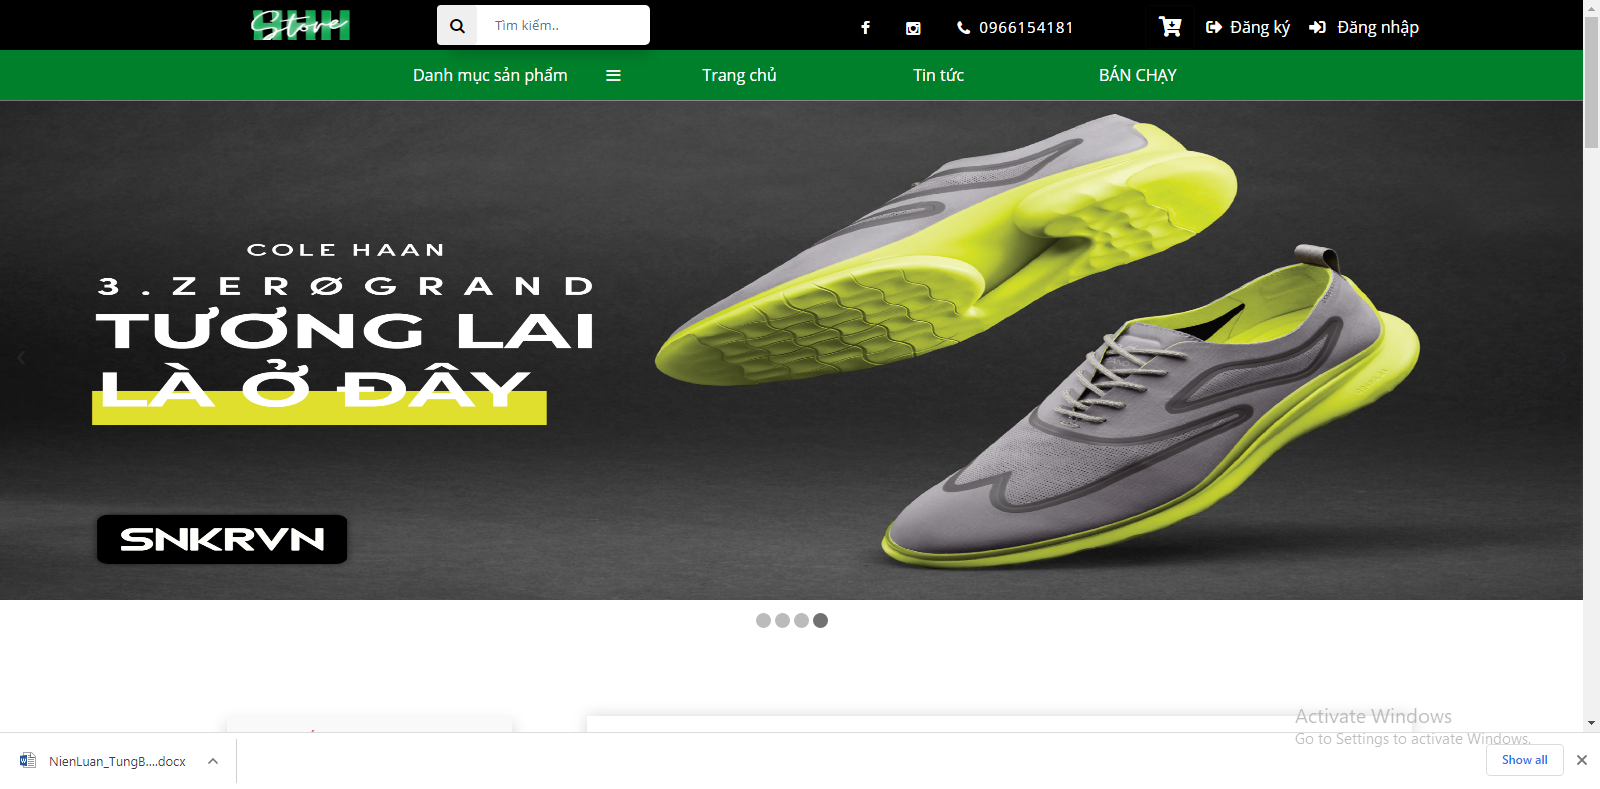 HHH
Store
Tìm kiếm..
0966154181
Đăng ký
Đăng nhập
Danh mục sản phẩm
Trang chủ
Tin tức
BÁN CHẠY
COLE HAAN
3.ZERØGRAND
TƯƠNG LAI
LÀ Ở ĐÂY
SNKRVN
Activate Windows
Go to Settings to activate Windows.
NienLuan_TungB....docx
Show all